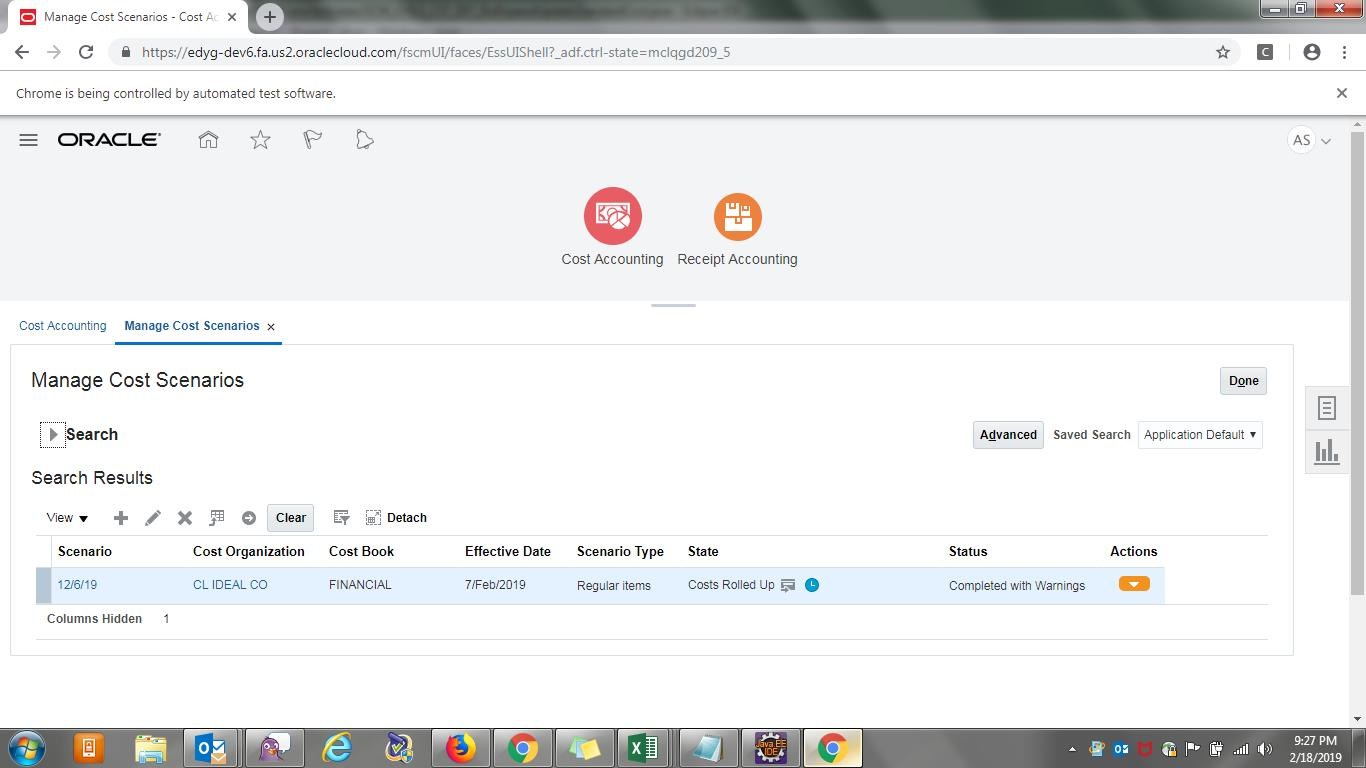 Manage Cost Scenarios - Cost Ac
https://edyg-dev6.fa.us2.oraclecloud.com/fscmUI/faces/EssUIShell?_adf.ctrl-state=mclqgd209_5
C
Chrome is being controlled by automated test software.
ORACLE
AS
Cost Accounting Receipt Accounting
Cost Accounting Manage Cost Scenarios
Manage Cost Scenarios Done
Search Advanced Saved Search Application Default
Search Results
View Clear Detach
Scenario Cost Organization Cost Book Effective Date Scenario Type State Status Actions
12/6/19 CL IDEAL CO FINANCIAL 7/Feb/2019 Regular items Costs Rolled Up Completed with Warnings
Columns Hidden 1
Java EE
IDE
9:27 PM
2/18/2019